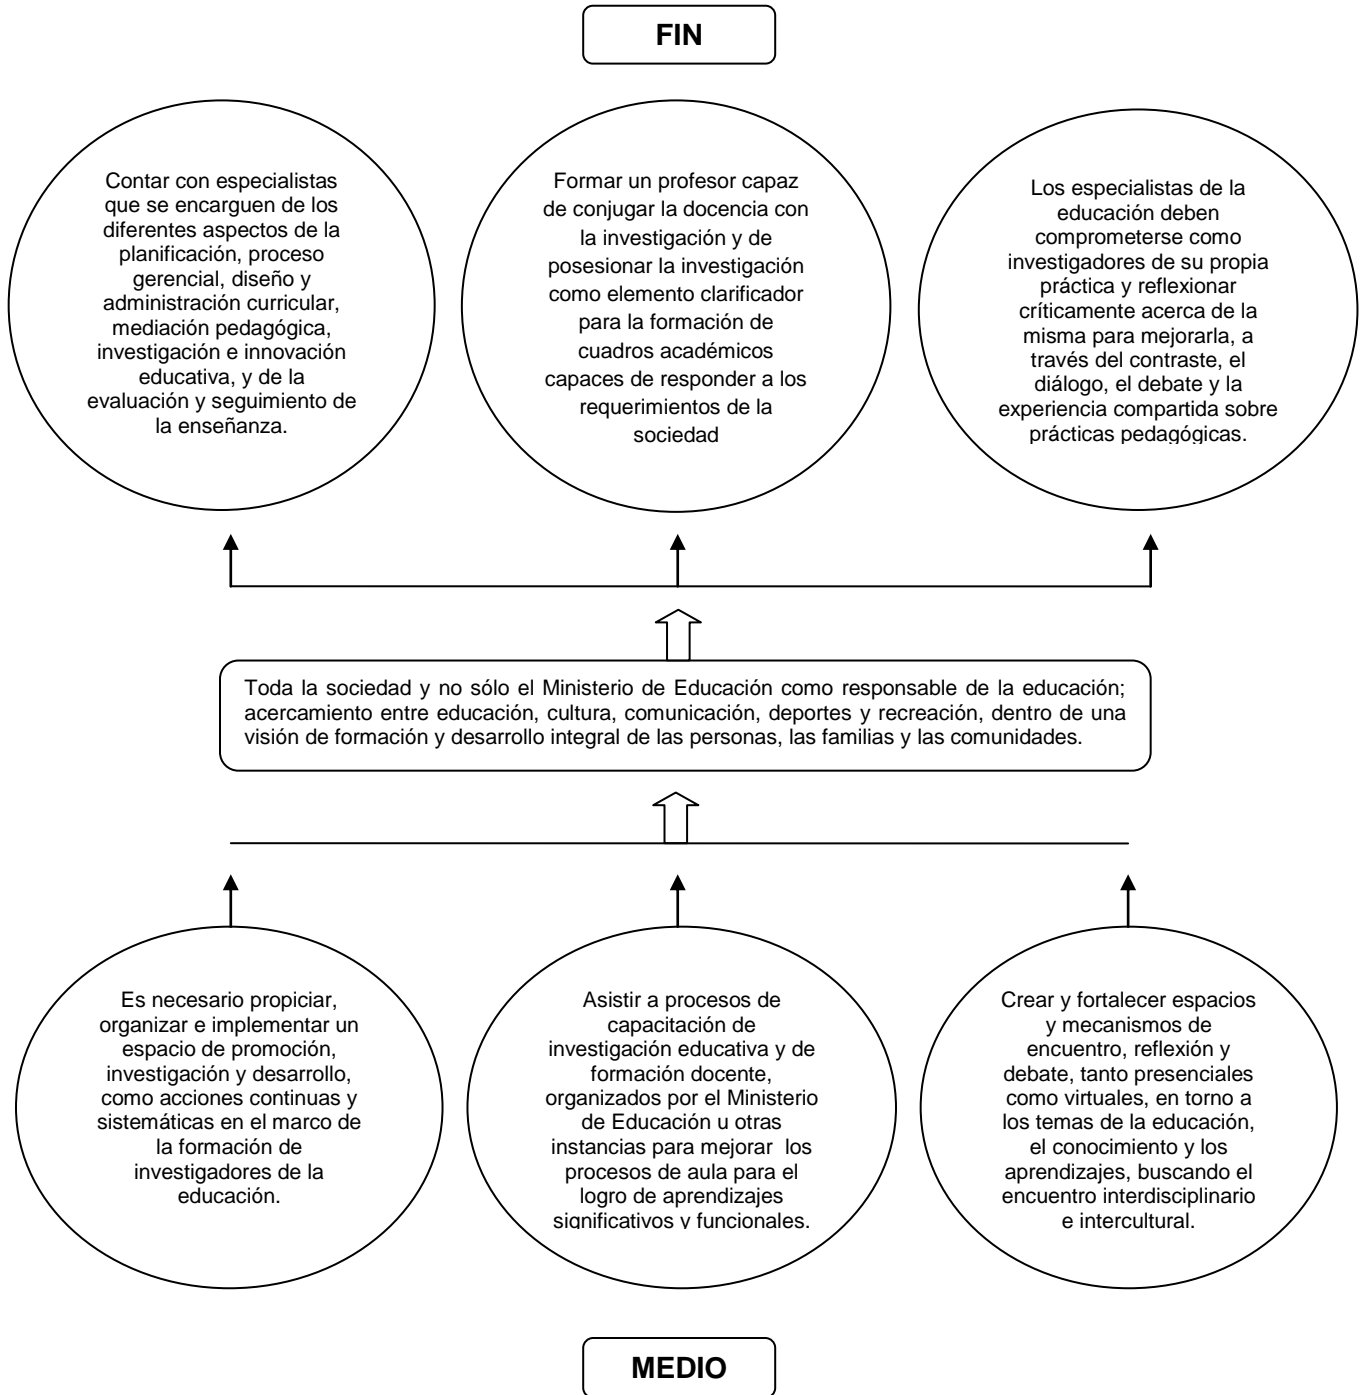 FIN
Contar con especialistas
que se encarguen de los
diferentes aspectos de la
planificación, proceso
gerencial, diseño y
administración curricular,
mediación pedagógica,
investigación e innovación
educativa, y de la
evaluación y seguimiento de
la enseñanza.
Formar un profesor capaz
de conjugar la docencia con
la investigación y de
posesionar la investigación
como elemento clarificador
para la formación de
cuadros académicos
capaces de responder a los
requerimientos de la
sociedad
Los especialistas de la
educación deben
comprometerse como
investigadores de su propia
práctica y reflexionar
críticamente acerca de la
misma para mejorarla, a
través del contraste, el
diálogo, el debate y la
experiencia compartida sobre
prácticas pedagógicas.
Toda la sociedad y no sólo el Ministerio de Educación como responsable de la educación;
acercamiento entre educación, cultura, comunicación, deportes y recreación, dentro de una
visión de formación y desarrollo integral de las personas, las familias y las comunidades.
Es necesario propiciar,
organizar e implementar un
espacio de promoción,
investigación y desarrollo,
como acciones continuas y
sistemáticas en el marco de
la formación de
investigadores de la
educación.
Asistir a procesos de
capacitación de
investigación educativa y de
formación docente,
organizados por el Ministerio
de Educación u otras
instancias para mejorar los
procesos de aula para el
logro de aprendizajes
significativos y funcionales.
Crear y fortalecer espacios
y mecanismos de
encuentro, reflexión y
debate, tanto presenciales
como virtuales, en torno a
los temas de la educación,
el conocimiento y los
aprendizajes, buscando el
encuentro interdisciplinario
e intercultural.
MEDIO